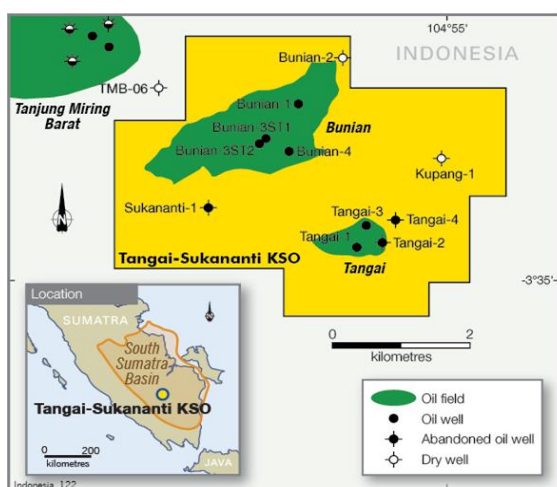 104°55'
INDONESIA
Bunian-2
TMB-06
Tanjung Miring
Barat
Bunian 1
Bunian
Bunian-3ST1
Bunian 3ST2
Bunian-4
Kupang-1
Sukananti-1
Tangai-3
Tangai-4
Tangai-1
Tangai-2
Tangai
Tangai-Sukananti KSO
-3°35'
N
0
2
kilometres
Location
SUMATRA
South
Sumatra
Basin
Tangai-Sukananti KSO
0
200
kilometres
JAVA
Oil field
Oil well
Abandoned oil well
Dry well
Indonesia_122